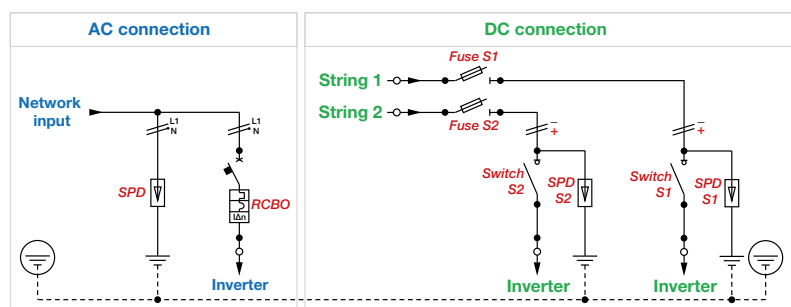 AC connection
Network
input
L1
N
L1
N
SPD
RCBO
I∆n
Inverter
DC connection
String 1
Fuse S1
String 2
Fuse S2
−
+
−
+
Switch
S2
SPD
S2
Switch
S1
SPD
S1
Inverter
Inverter